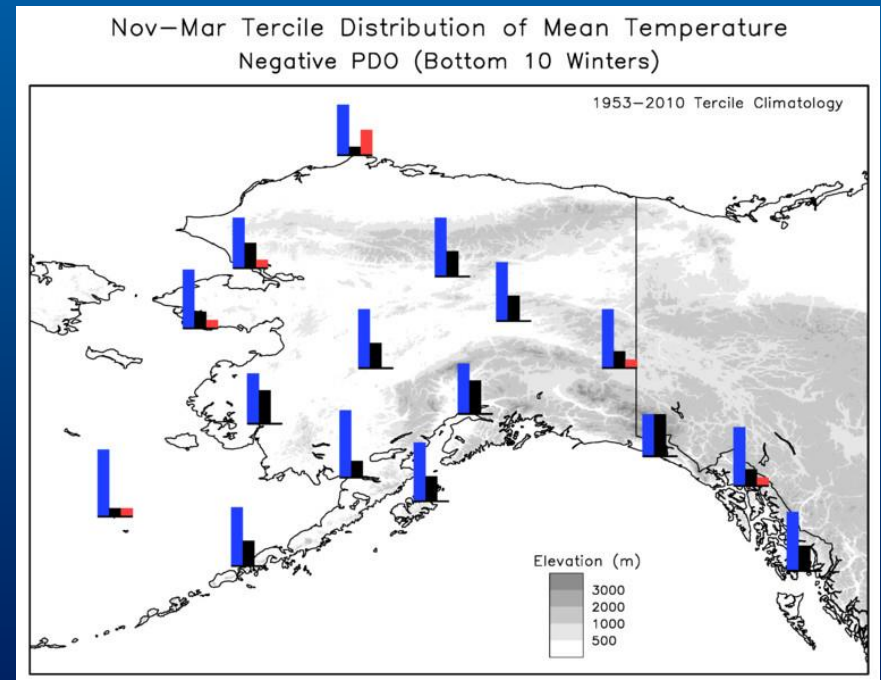 Nov−Mar Tercile Distribution of Mean Temperature
Negative PDO (Bottom 10 Winters)
1953−2010 Tercile Climatology
Elevation (m)
3000
2000
1000
500